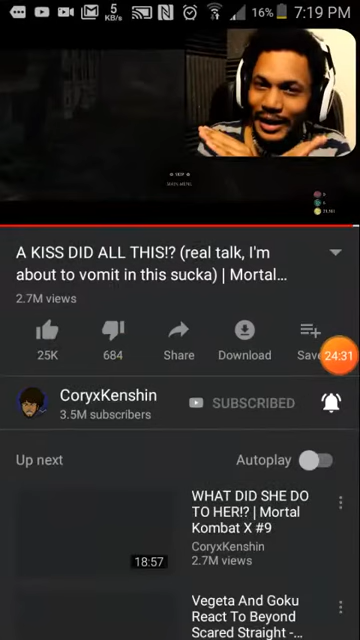 5
KB/s
16%
7:19 PM
A KISS DID ALL THIS!? (real talk, I'm
about to vomit in this sucka) | Mortal...
2.7M views
25K
684
Share
Download
Save
24:31
CoryxKenshin
3.5M subscribers
SUBSCRIBED
Up next
Autoplay
WHAT DID SHE DO
TO HER!? | Mortal
Kombat X #9
CoryxKenshin
2.7M views
18:57
Vegeta And Goku
React To Beyond
Scared Straight -...